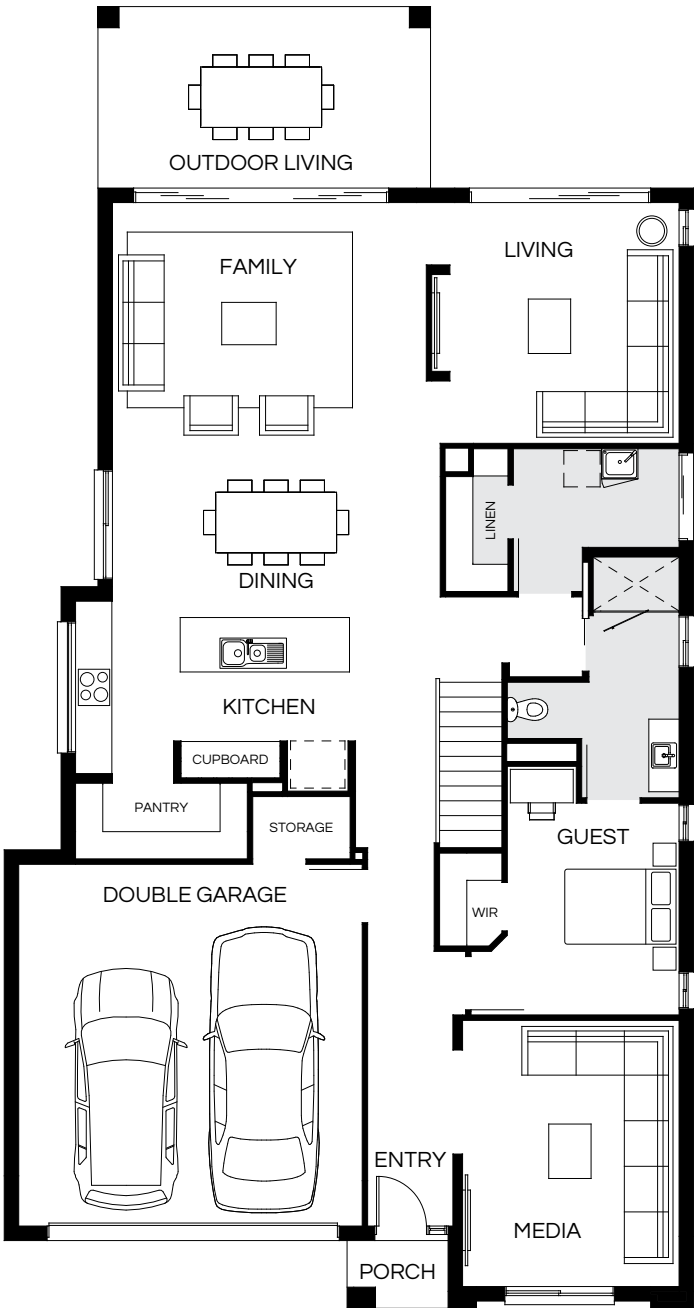 OUTDOOR LIVING
FAMILY
LIVING
LINEN
DINING
KITCHEN
CUPBOARD
PANTRY
STORAGE
GUEST
DOUBLE GARAGE
WIR
ENTRY
MEDIA
PORCH